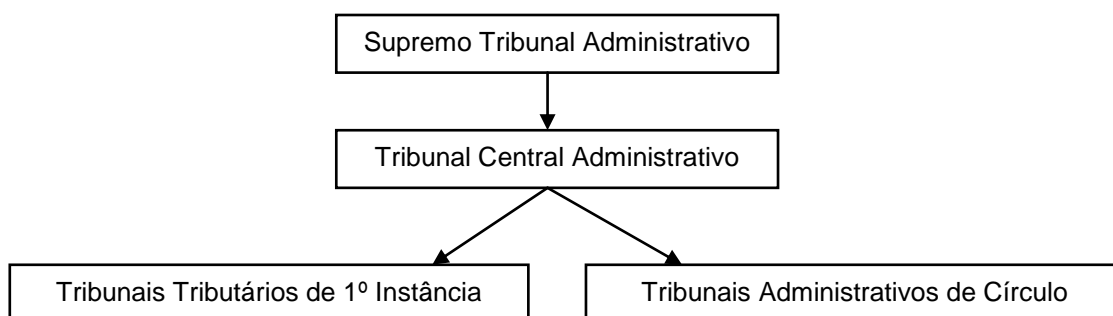 Supremo Tribunal Administrativo
Tribunal Central Administrativo
Tribunais Tributários de 1º Instância
Tribunais Administrativos de Círculo